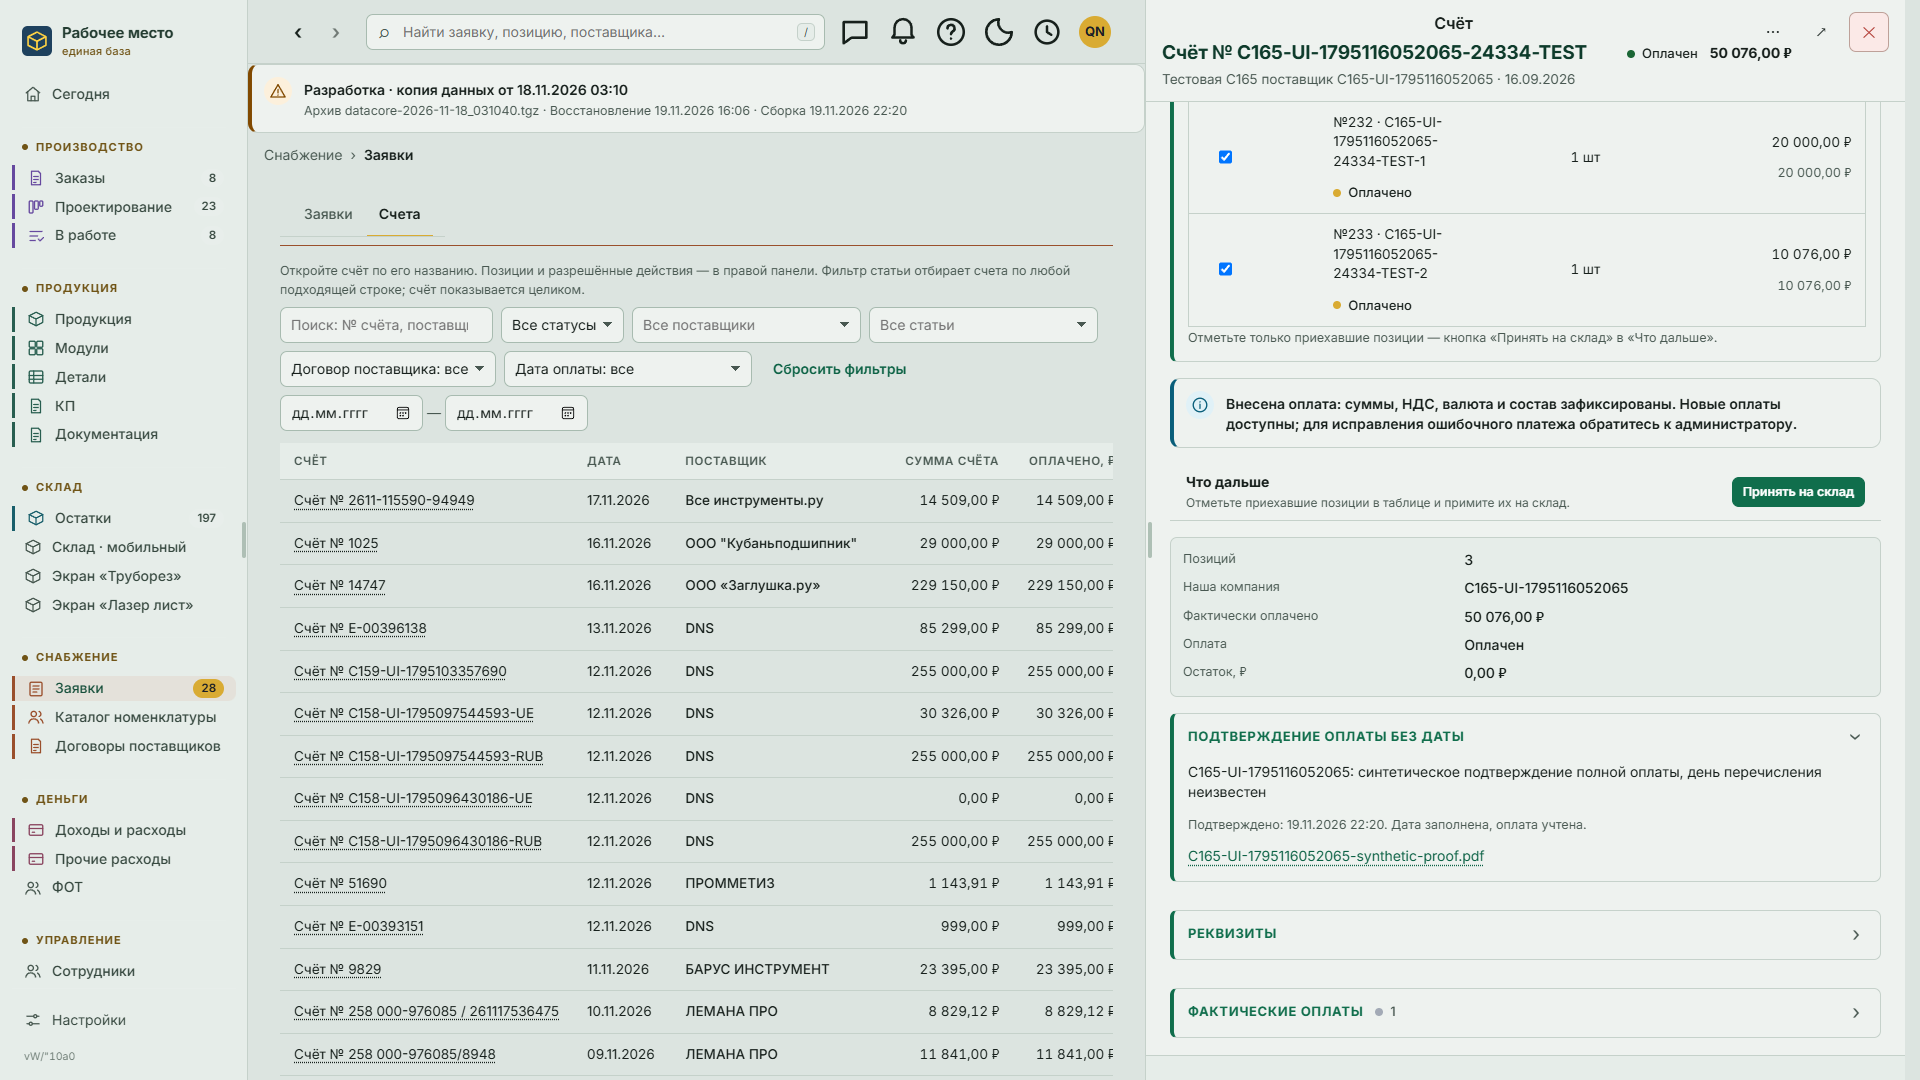 Рабочее место
единая база
Сегодня
ПРОИЗВОДСТВО
Заказы 8
Проектирование 23
В работе 8
ПРОДУКЦИЯ
Продукция
Модули
Детали
КП
Документация
СКЛАД
Остатки 197
Склад · мобильный
Экран «Труборез»
Экран «Лазер лист»
СНАБЖЕНИЕ
Заявки 28
Каталог номенклатуры
Договоры поставщиков
ДЕНЬГИ
Доходы и расходы
Прочие расходы
ФОТ
УПРАВЛЕНИЕ
Сотрудники
Настройки
vW/"10a0
Найти заявку, позицию, поставщика... /
QN
Разработка · копия данных от 18.11.2026 03:10
Архив datacore-2026-11-18_031040.tgz · Восстановление 19.11.2026 16:06 · Сборка 19.11.2026 22:20
Снабжение › Заявки
Заявки Счета
Откройте счёт по его названию. Позиции и разрешённые действия — в правой панели. Фильтр статьи отбирает счета по любой
подходящей строке; счёт показывается целиком.
Поиск: № счёта, поставщи Все статусы Все поставщики Все статьи
Договор поставщика: все Дата оплаты: все Сбросить фильтры
дд.мм.гггг — дд.мм.гггг
СЧЁТ ДАТА ПОСТАВЩИК СУММА СЧЁТА ОПЛАЧЕНО, ₽
Счёт № 2611-115590-94949 17.11.2026 Все инструменты.ру 14 509,00 ₽ 14 509,00 ₽
Счёт № 1025 16.11.2026 ООО "Кубаньподшипник" 29 000,00 ₽ 29 000,00 ₽
Счёт № 14747 16.11.2026 ООО «Заглушка.ру» 229 150,00 ₽ 229 150,00 ₽
Счёт № E-00396138 13.11.2026 DNS 85 299,00 ₽ 85 299,00 ₽
Счёт № C159-UI-1795103357690 12.11.2026 DNS 255 000,00 ₽ 255 000,00 ₽
Счёт № C158-UI-1795097544593-UE 12.11.2026 DNS 30 326,00 ₽ 30 326,00 ₽
Счёт № C158-UI-1795097544593-RUB 12.11.2026 DNS 255 000,00 ₽ 255 000,00 ₽
Счёт № C158-UI-1795096430186-UE 12.11.2026 DNS 0,00 ₽ 0,00 ₽
Счёт № C158-UI-1795096430186-RUB 12.11.2026 DNS 255 000,00 ₽ 255 000,00 ₽
Счёт № 51690 12.11.2026 ПРОММЕТИЗ 1 143,91 ₽ 1 143,91 ₽
Счёт № E-00393151 12.11.2026 DNS 999,00 ₽ 999,00 ₽
Счёт № 9829 11.11.2026 БАРУС ИНСТРУМЕНТ 23 395,00 ₽ 23 395,00 ₽
Счёт № 258 000-976085 / 261117536475 10.11.2026 ЛЕМАНА ПРО 8 829,12 ₽ 8 829,12 ₽
Счёт № 258 000-976085/8948 09.11.2026 ЛЕМАНА ПРО 11 841,00 ₽ 11 841,00 ₽
Счёт
Счёт № C165-UI-1795116052065-24334-TEST Оплачен 50 076,00 ₽
Тестовая C165 поставщик C165-UI-1795116052065 · 16.09.2026
№232 · C165-UI-
1795116052065-
24334-TEST-1
Оплачено
1 шт
20 000,00 ₽
20 000,00 ₽
№233 · C165-UI-
1795116052065-
24334-TEST-2
Оплачено
1 шт
10 076,00 ₽
10 076,00 ₽
Отметьте только приехавшие позиции — кнопка «Принять на склад» в «Что дальше».
Внесена оплата: суммы, НДС, валюта и состав зафиксированы. Новые оплаты
доступны; для исправления ошибочного платежа обратитесь к администратору.
Что дальше
Отметьте приехавшие позиции в таблице и примите их на склад.
Принять на склад
Позиций 3
Наша компания C165-UI-1795116052065
Фактически оплачено 50 076,00 ₽
Оплата Оплачен
Остаток, ₽ 0,00 ₽
ПОДТВЕРЖДЕНИЕ ОПЛАТЫ БЕЗ ДАТЫ
C165-UI-1795116052065: синтетическое подтверждение полной оплаты, день перечисления
неизвестен
Подтверждено: 19.11.2026 22:20. Дата заполнена, оплата учтена.
C165-UI-1795116052065-synthetic-proof.pdf
РЕКВИЗИТЫ
ФАКТИЧЕСКИЕ ОПЛАТЫ 1